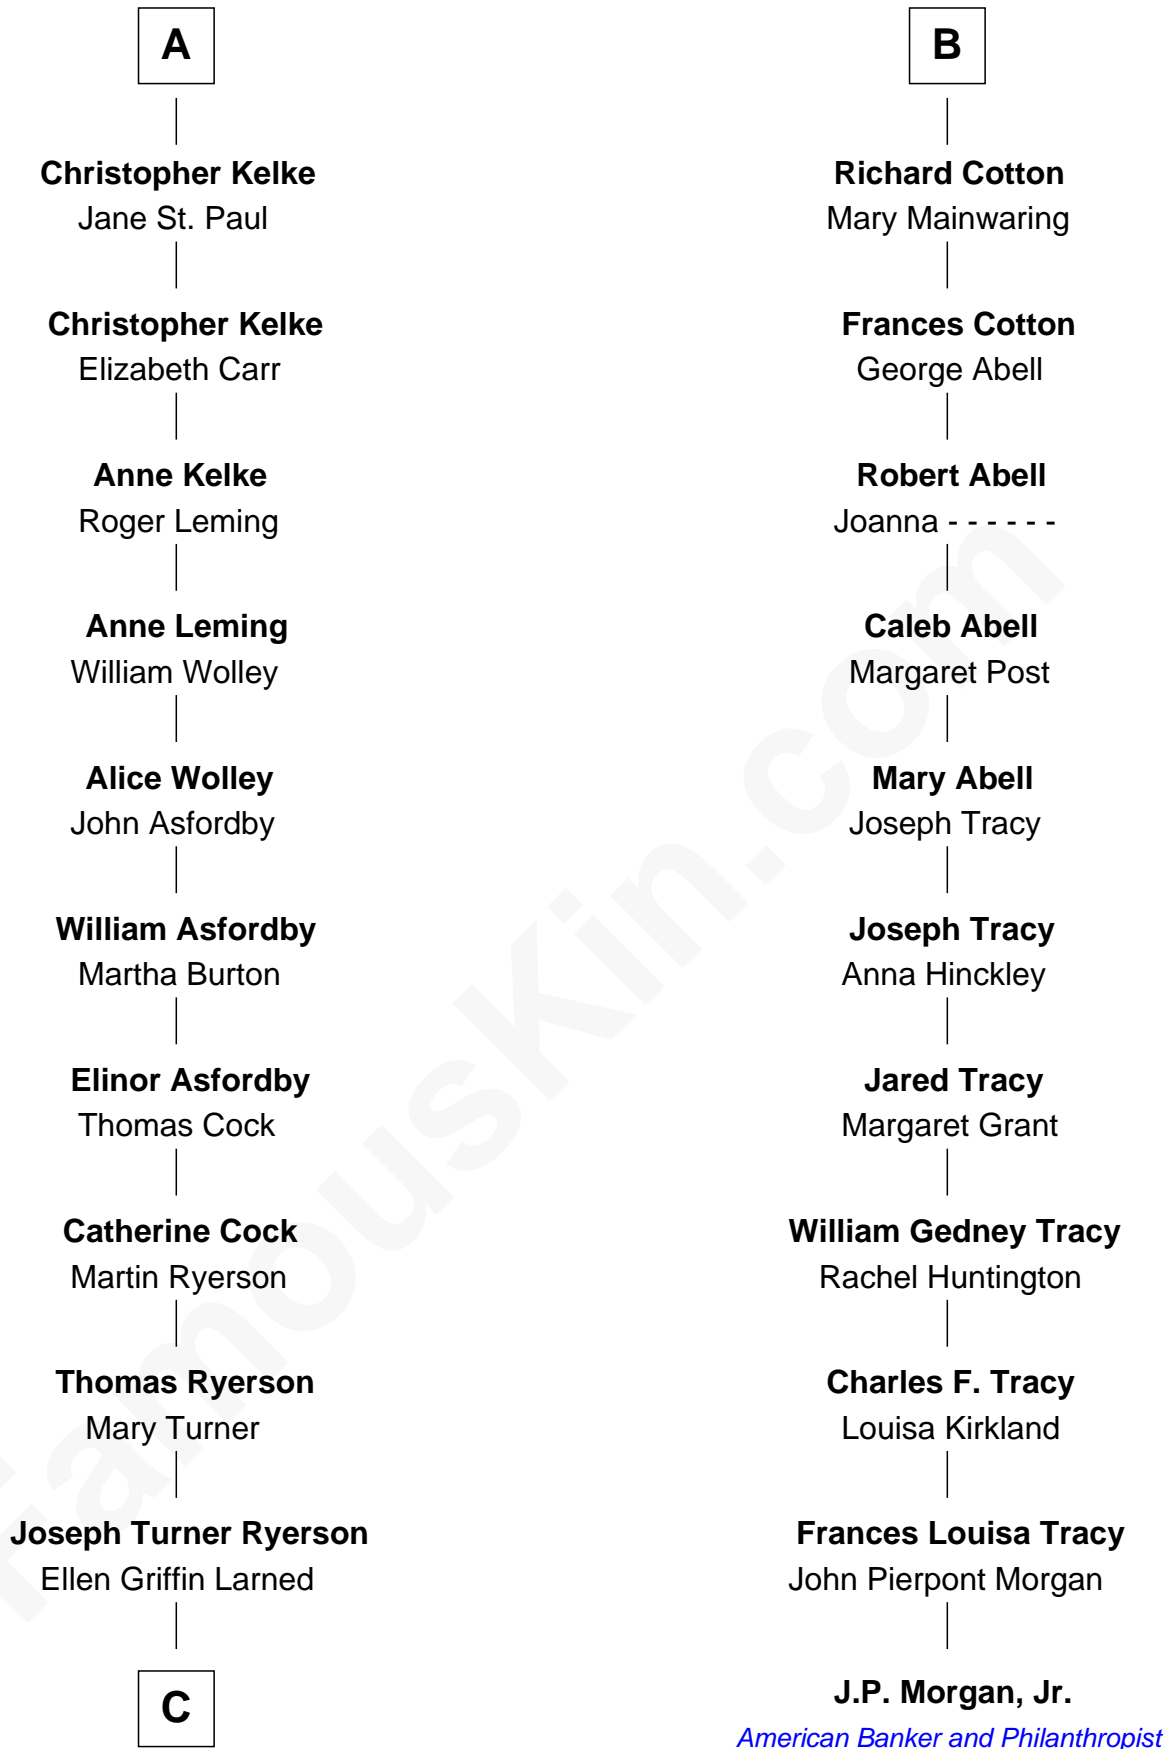 A
Christopher Kelke
Jane St. Paul
Christopher Kelke
Elizabeth Carr
Anne Kelke
Roger Leming
Anne Leming
William Wolley
Alice Wolley
John Asfordby
William Asfordby
Martha Burton
Elinor Asfordby
Thomas Cock
Catherine Cock
Martin Ryerson
Thomas Ryerson
Mary Turner
Joseph Turner Ryerson
Ellen Griffin Larned
C
B
Richard Cotton
Mary Mainwaring
Frances Cotton
George Abell
Robert Abell
Joanna - - - - - -
Caleb Abell
Margaret Post
Mary Abell
Joseph Tracy
Joseph Tracy
Anna Hinckley
Jared Tracy
Margaret Grant
William Gedney Tracy
Rachel Huntington
Charles F. Tracy
Louisa Kirkland
Frances Louisa Tracy
John Pierpont Morgan
J.P. Morgan, Jr.
American Banker and Philanthropist
FamousKin.com